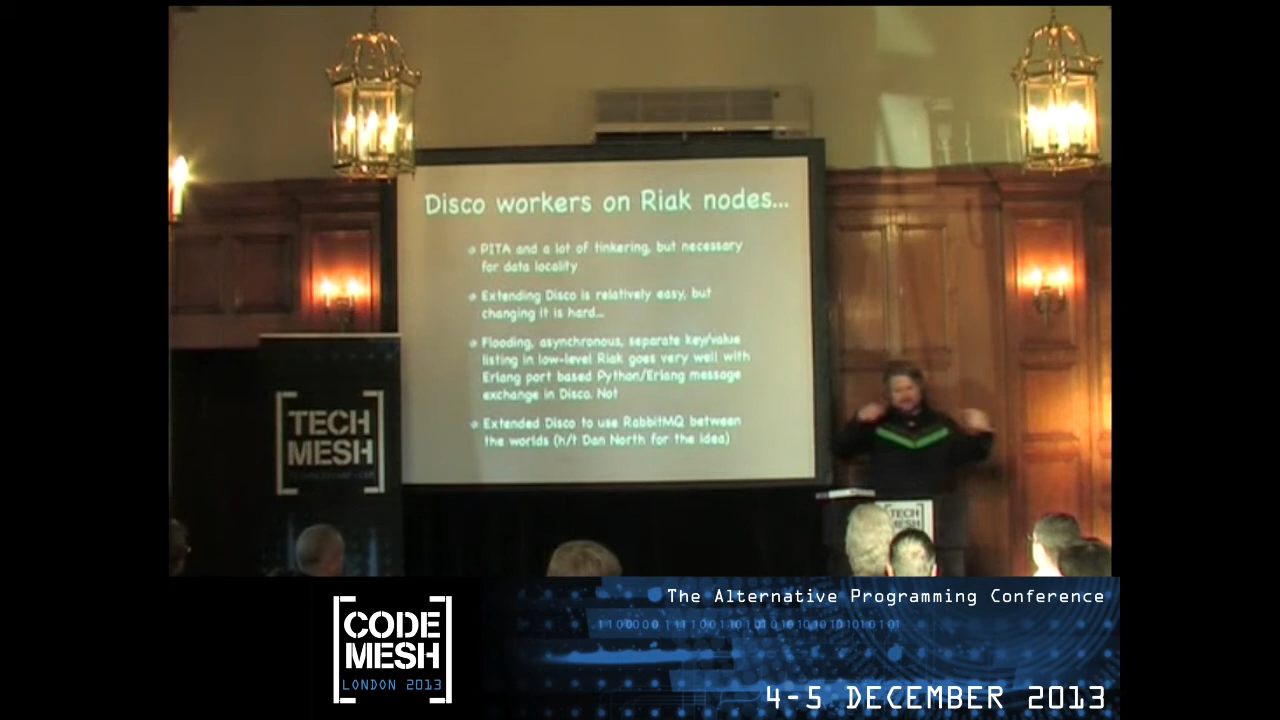 Disco workers on Riak nodes...
PITA and a lot of tinkering, but necessary
for data locality
Extending Disco is relatively easy, but
changing it is hard...
Flooding, asynchronous, separate key/value
listing in low-level Riak goes very well with
Erlang port based Python/Erlang message
exchange in Disco. Not
Extended Disco to use RabbitMQ between
the worlds (h/t Dan North for the idea)
TECH
MESH
TECH
MESH
The Alternative Programming Conference
CODE
MESH
LONDON 2013
4-5 DECEMBER 2013